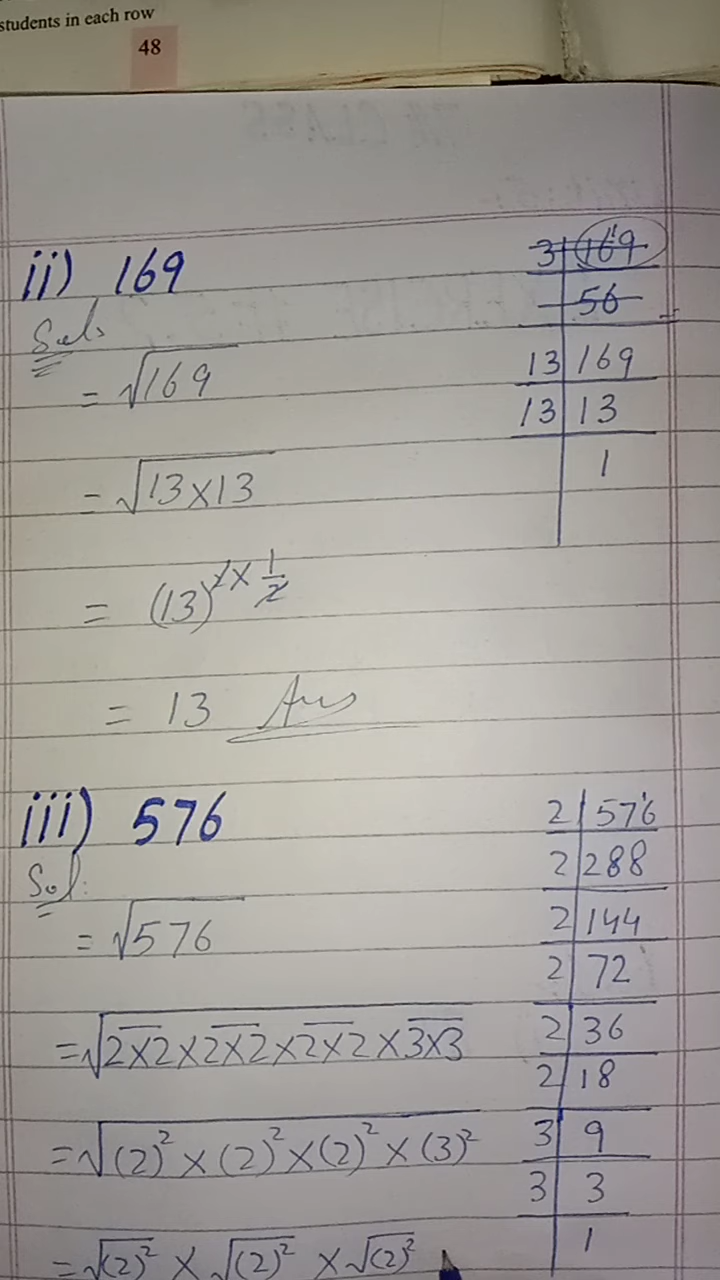 students in each row
48
ii) 169
Sol:
= √169
= √13×13
= (13)^2×1/2
= 13 Ans
3 | 169
56
13 | 169
13 | 13
1
iii) 576
Sol:
= √576
= √2×2×2×2×2×2×3×3
= √(2)²×(2)²×(2)²×(3)²
= √(2)² × √(2)² × √(2)²
2 | 576
2 | 288
2 | 144
2 | 72
2 | 36
2 | 18
3 | 9
3 | 3
1